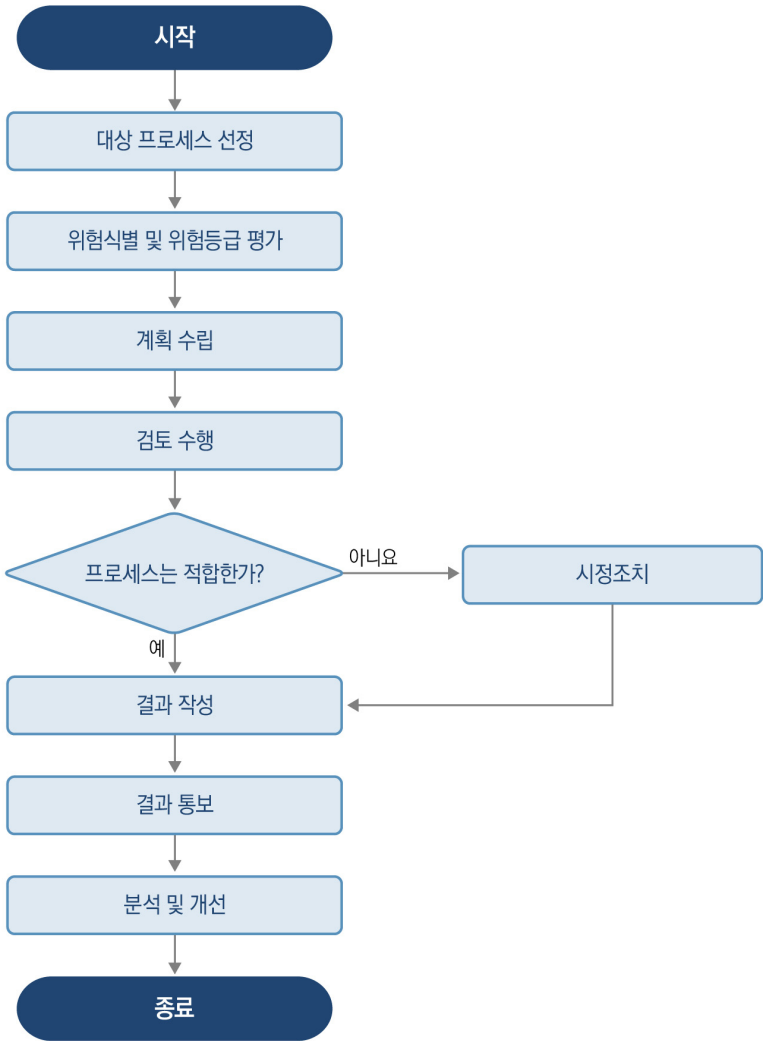 시작
대상 프로세스 선정
위험식별 및 위험등급 평가
계획 수립
검토 수행
프로세스는 적합한가?
아니요
시정조치
예
결과 작성
결과 통보
분석 및 개선
종료